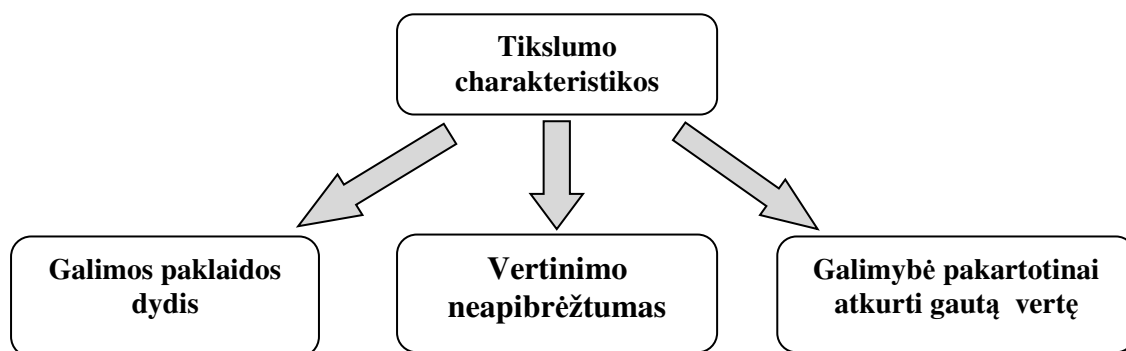 Tikslumo
charakteristikos
Galimos paklaidos
dydis
Vertinimo
neapibrėžtumas
Galimybė pakartotinai
atkurti gautą vertę